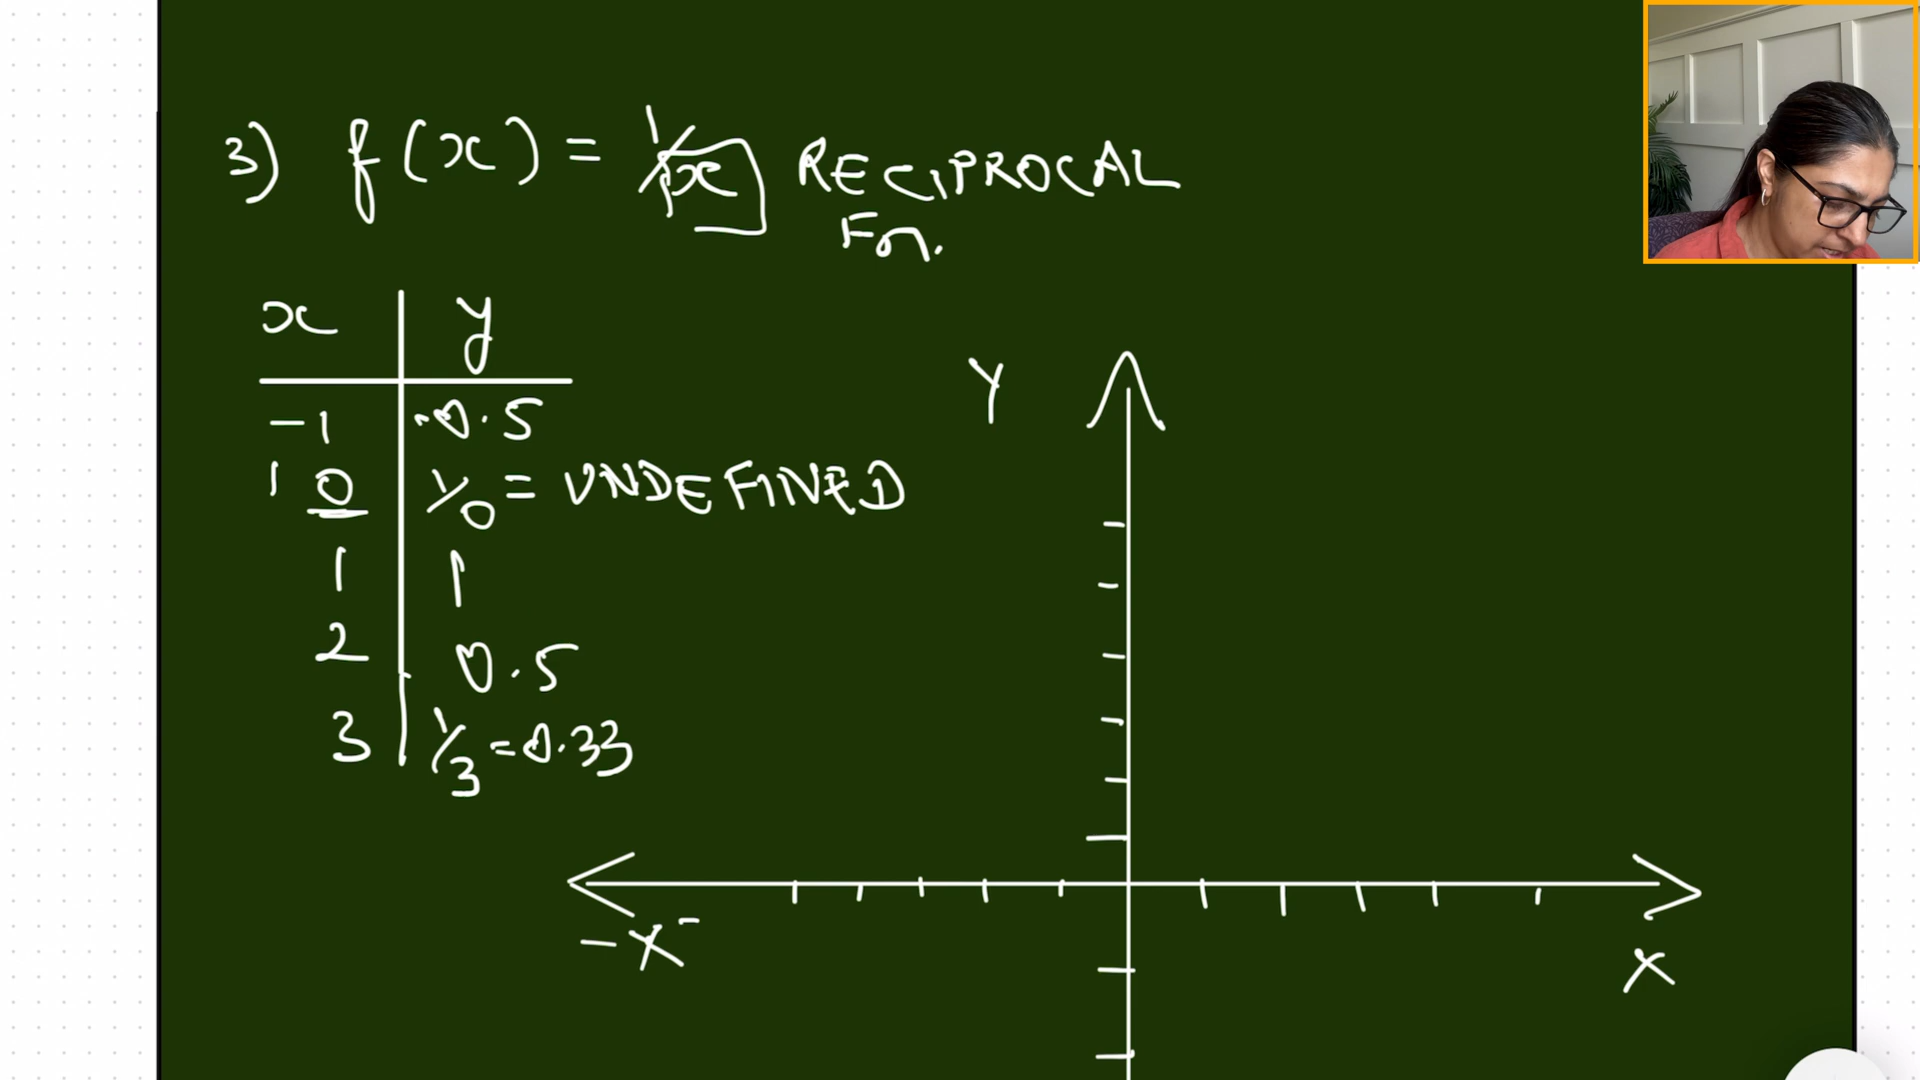 3) f(x) = 1/x RECIPROCAL
Fn.
x y
-1 -0.5
1 0 1/0 = UNDEFINED
1 1
2 0.5
3 1/3 = 0.33
Y
-X
X